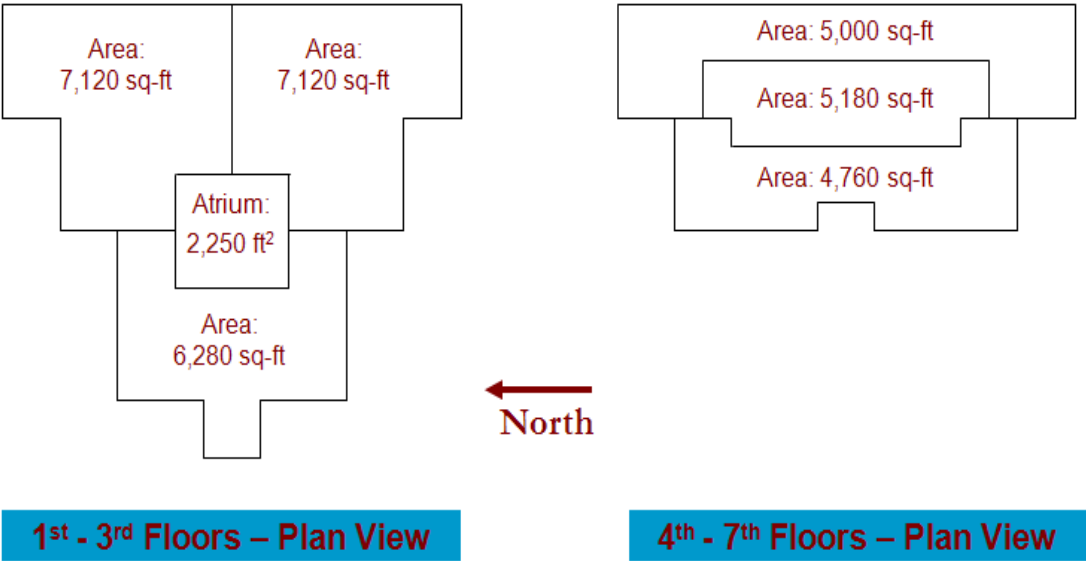 Area:
7,120 sq-ft
Area:
7,120 sq-ft
Atrium:
2,250 ft²
Area:
6,280 sq-ft
Area: 5,000 sq-ft
Area: 5,180 sq-ft
Area: 4,760 sq-ft
North
1st - 3rd Floors – Plan View
4th - 7th Floors – Plan View